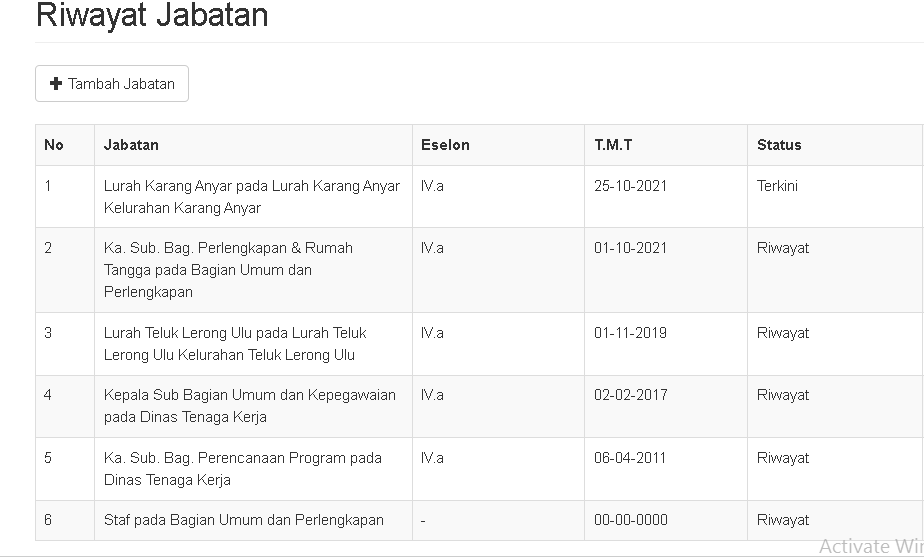 Riwayat Jabatan
Tambah Jabatan
No Jabatan Eselon T.M.T Status
1 Lurah Karang Anyar pada Lurah Karang Anyar IV.a 25-10-2021 Terkini
Kelurahan Karang Anyar
2 Ka. Sub. Bag. Perlengkapan & Rumah IV.a 01-10-2021 Riwayat
Tangga pada Bagian Umum dan
Perlengkapan
3 Lurah Teluk Lerong Ulu pada Lurah Teluk IV.a 01-11-2019 Riwayat
Lerong Ulu Kelurahan Teluk Lerong Ulu
4 Kepala Sub Bagian Umum dan Kepegawaian IV.a 02-02-2017 Riwayat
pada Dinas Tenaga Kerja
5 Ka. Sub. Bag. Perencanaan Program pada IV.a 06-04-2011 Riwayat
Dinas Tenaga Kerja
6 Staf pada Bagian Umum dan Perlengkapan - 00-00-0000 Riwayat
Activate Wi